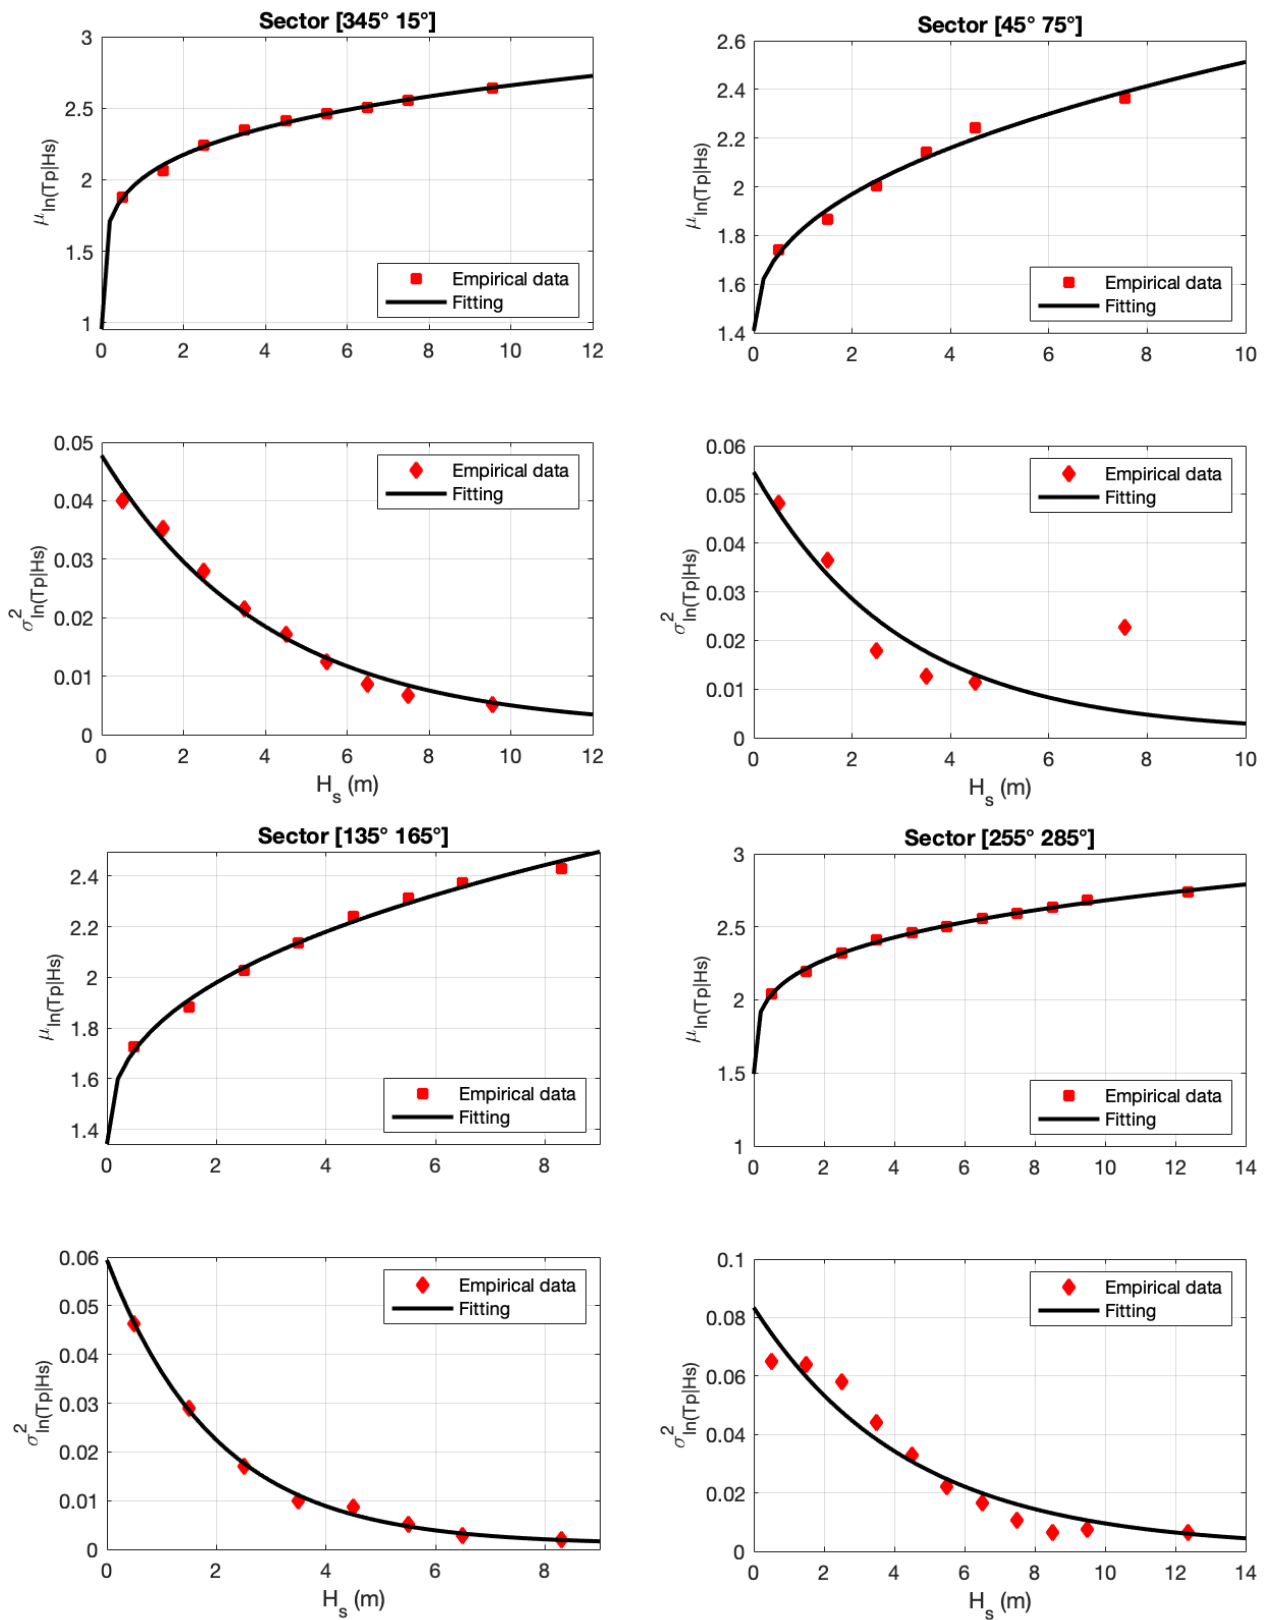 Sector [345° 15°]
3
2.5
2
1.5
1
μln(Tp|Hs)
0 2 4 6 8 10 12
Empirical data
Fitting
Sector [45° 75°]
2.6
2.4
2.2
2
1.8
1.6
1.4
μln(Tp|Hs)
0 2 4 6 8 10
Empirical data
Fitting
0.05
0.04
0.03
0.02
0.01
0
σ²ln(Tp|Hs)
0 2 4 6 8 10 12
Hs (m)
Empirical data
Fitting
0.06
0.05
0.04
0.03
0.02
0.01
0
σ²ln(Tp|Hs)
0 2 4 6 8 10
Hs (m)
Empirical data
Fitting
Sector [135° 165°]
2.4
2.2
2
1.8
1.6
1.4
μln(Tp|Hs)
0 2 4 6 8
Empirical data
Fitting
Sector [255° 285°]
3
2.5
2
1.5
1
μln(Tp|Hs)
0 2 4 6 8 10 12 14
Empirical data
Fitting
0.06
0.05
0.04
0.03
0.02
0.01
0
σ²ln(Tp|Hs)
0 2 4 6 8
Hs (m)
Empirical data
Fitting
0.1
0.08
0.06
0.04
0.02
0
σ²ln(Tp|Hs)
0 2 4 6 8 10 12 14
Hs (m)
Empirical data
Fitting